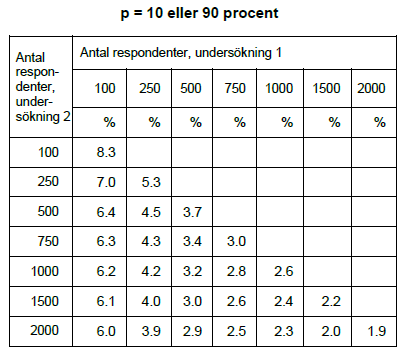 p = 10 eller 90 procent
Antal
respon-
denter,
under-
sökning 2
Antal respondenter, undersökning 1
100 250 500 750 1000 1500 2000
% % % % % % %
100 8.3
250 7.0 5.3
500 6.4 4.5 3.7
750 6.3 4.3 3.4 3.0
1000 6.2 4.2 3.2 2.8 2.6
1500 6.1 4.0 3.0 2.6 2.4 2.2
2000 6.0 3.9 2.9 2.5 2.3 2.0 1.9